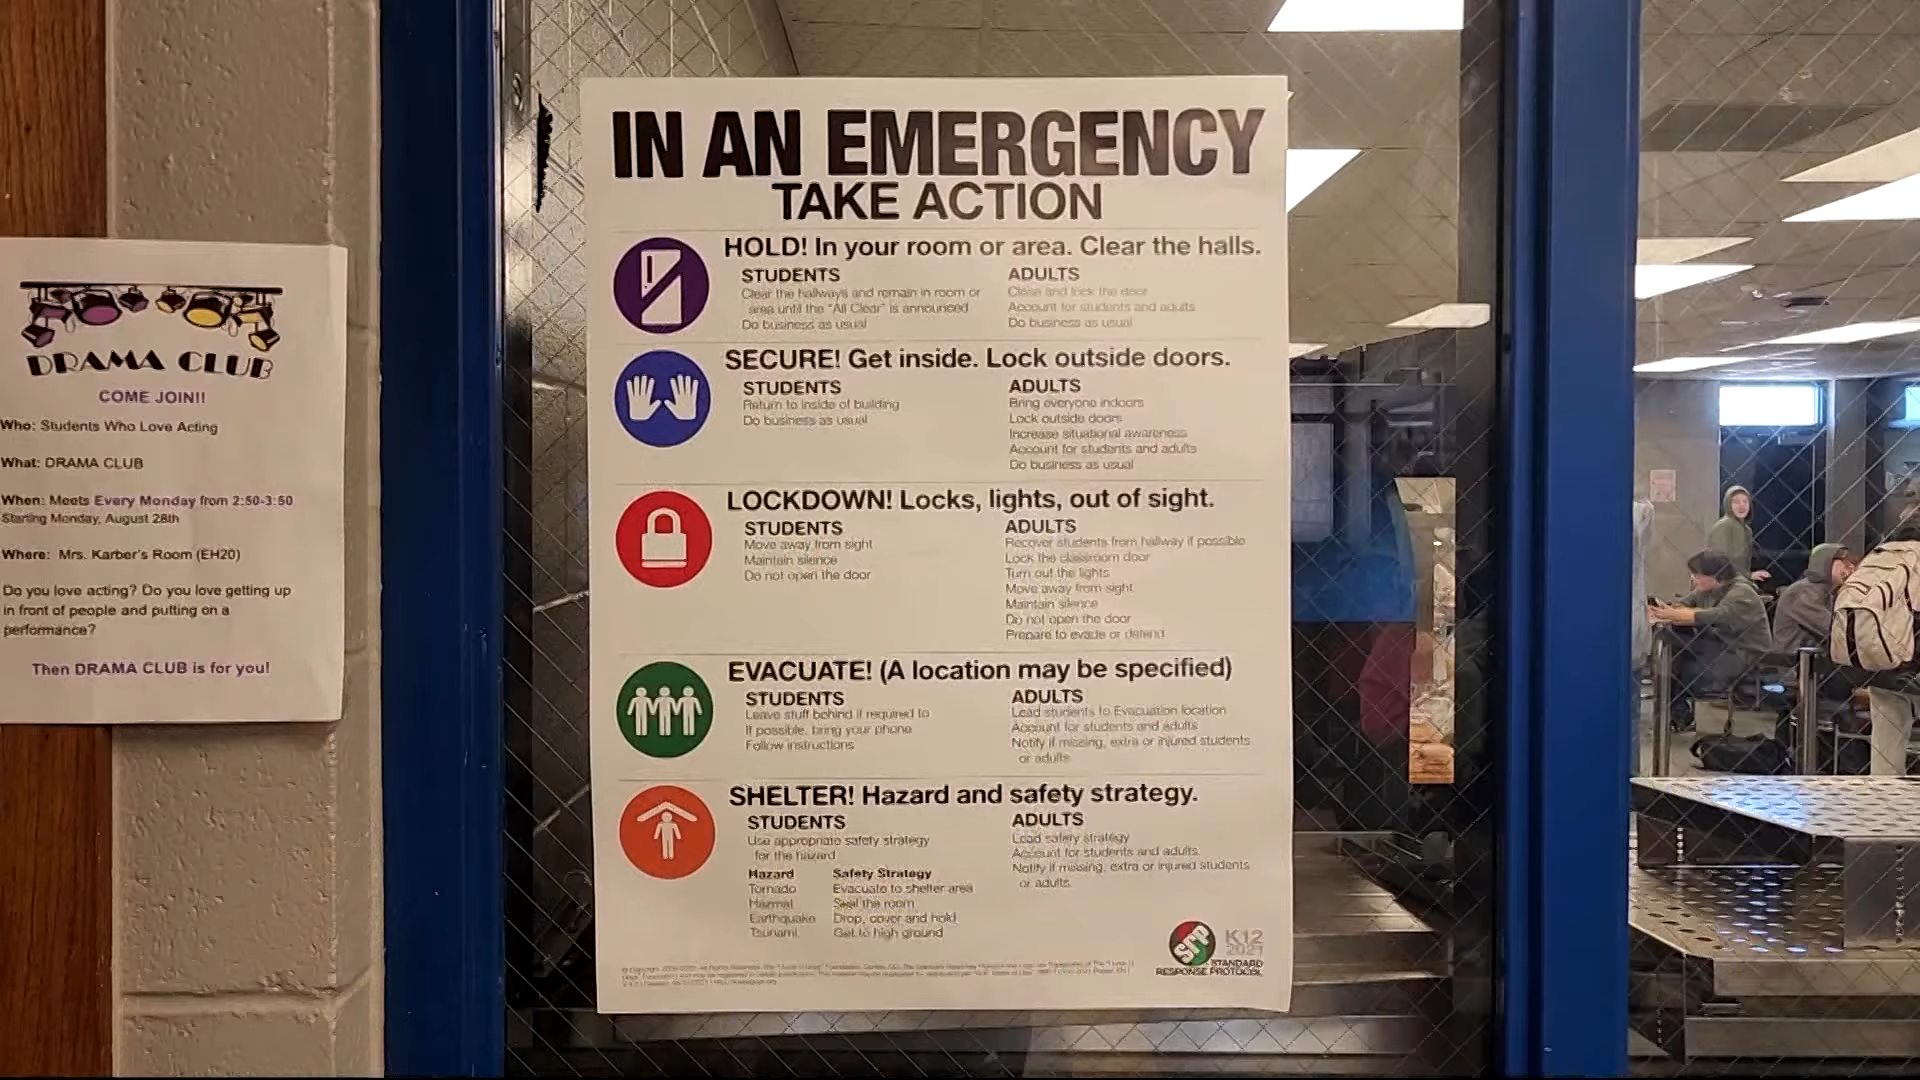 DRAMA CLUB
COME JOIN!!
Who: Students Who Love Acting
What: DRAMA CLUB
When: Meets Every Monday from 2:50-3:50
Starting Monday, August 28th
Where: Mrs. Karber's Room (EH20)
Do you love acting? Do you love getting up
in front of people and putting on a
performance?
Then DRAMA CLUB is for you!
IN AN EMERGENCY
TAKE ACTION
HOLD! In your room or area. Clear the halls.
STUDENTS
Clear the hallways and remain in room or
area until the "All Clear" is announced
Do business as usual
ADULTS
Close and lock the door
Account for students and adults
Do business as usual
SECURE! Get inside. Lock outside doors.
STUDENTS
Return to inside of building
Do business as usual
ADULTS
Bring everyone indoors
Lock outside doors
Increase situational awareness
Account for students and adults
Do business as usual
LOCKDOWN! Locks, lights, out of sight.
STUDENTS
Move away from sight
Maintain silence
Do not open the door
ADULTS
Recover students from hallway if possible
Lock the classroom door
Turn out the lights
Move away from sight
Maintain silence
Do not open the door
Prepare to evade or defend
EVACUATE! (A location may be specified)
STUDENTS
Leave stuff behind if required to
If possible, bring your phone
Follow instructions
ADULTS
Lead students to Evacuation location
Account for students and adults
Notify if missing, extra or injured students
or adults
SHELTER! Hazard and safety strategy.
STUDENTS
Use appropriate safety strategy
for the hazard
Hazard Safety Strategy
Tornado Evacuate to shelter area
Hazmat Seal the room
Earthquake Drop, cover and hold
Tsunami Get to high ground
ADULTS
Lead safety strategy
Account for students and adults
Notify if missing, extra or injured students
or adults
SRP K12
2021
STANDARD
RESPONSE PROTOCOL